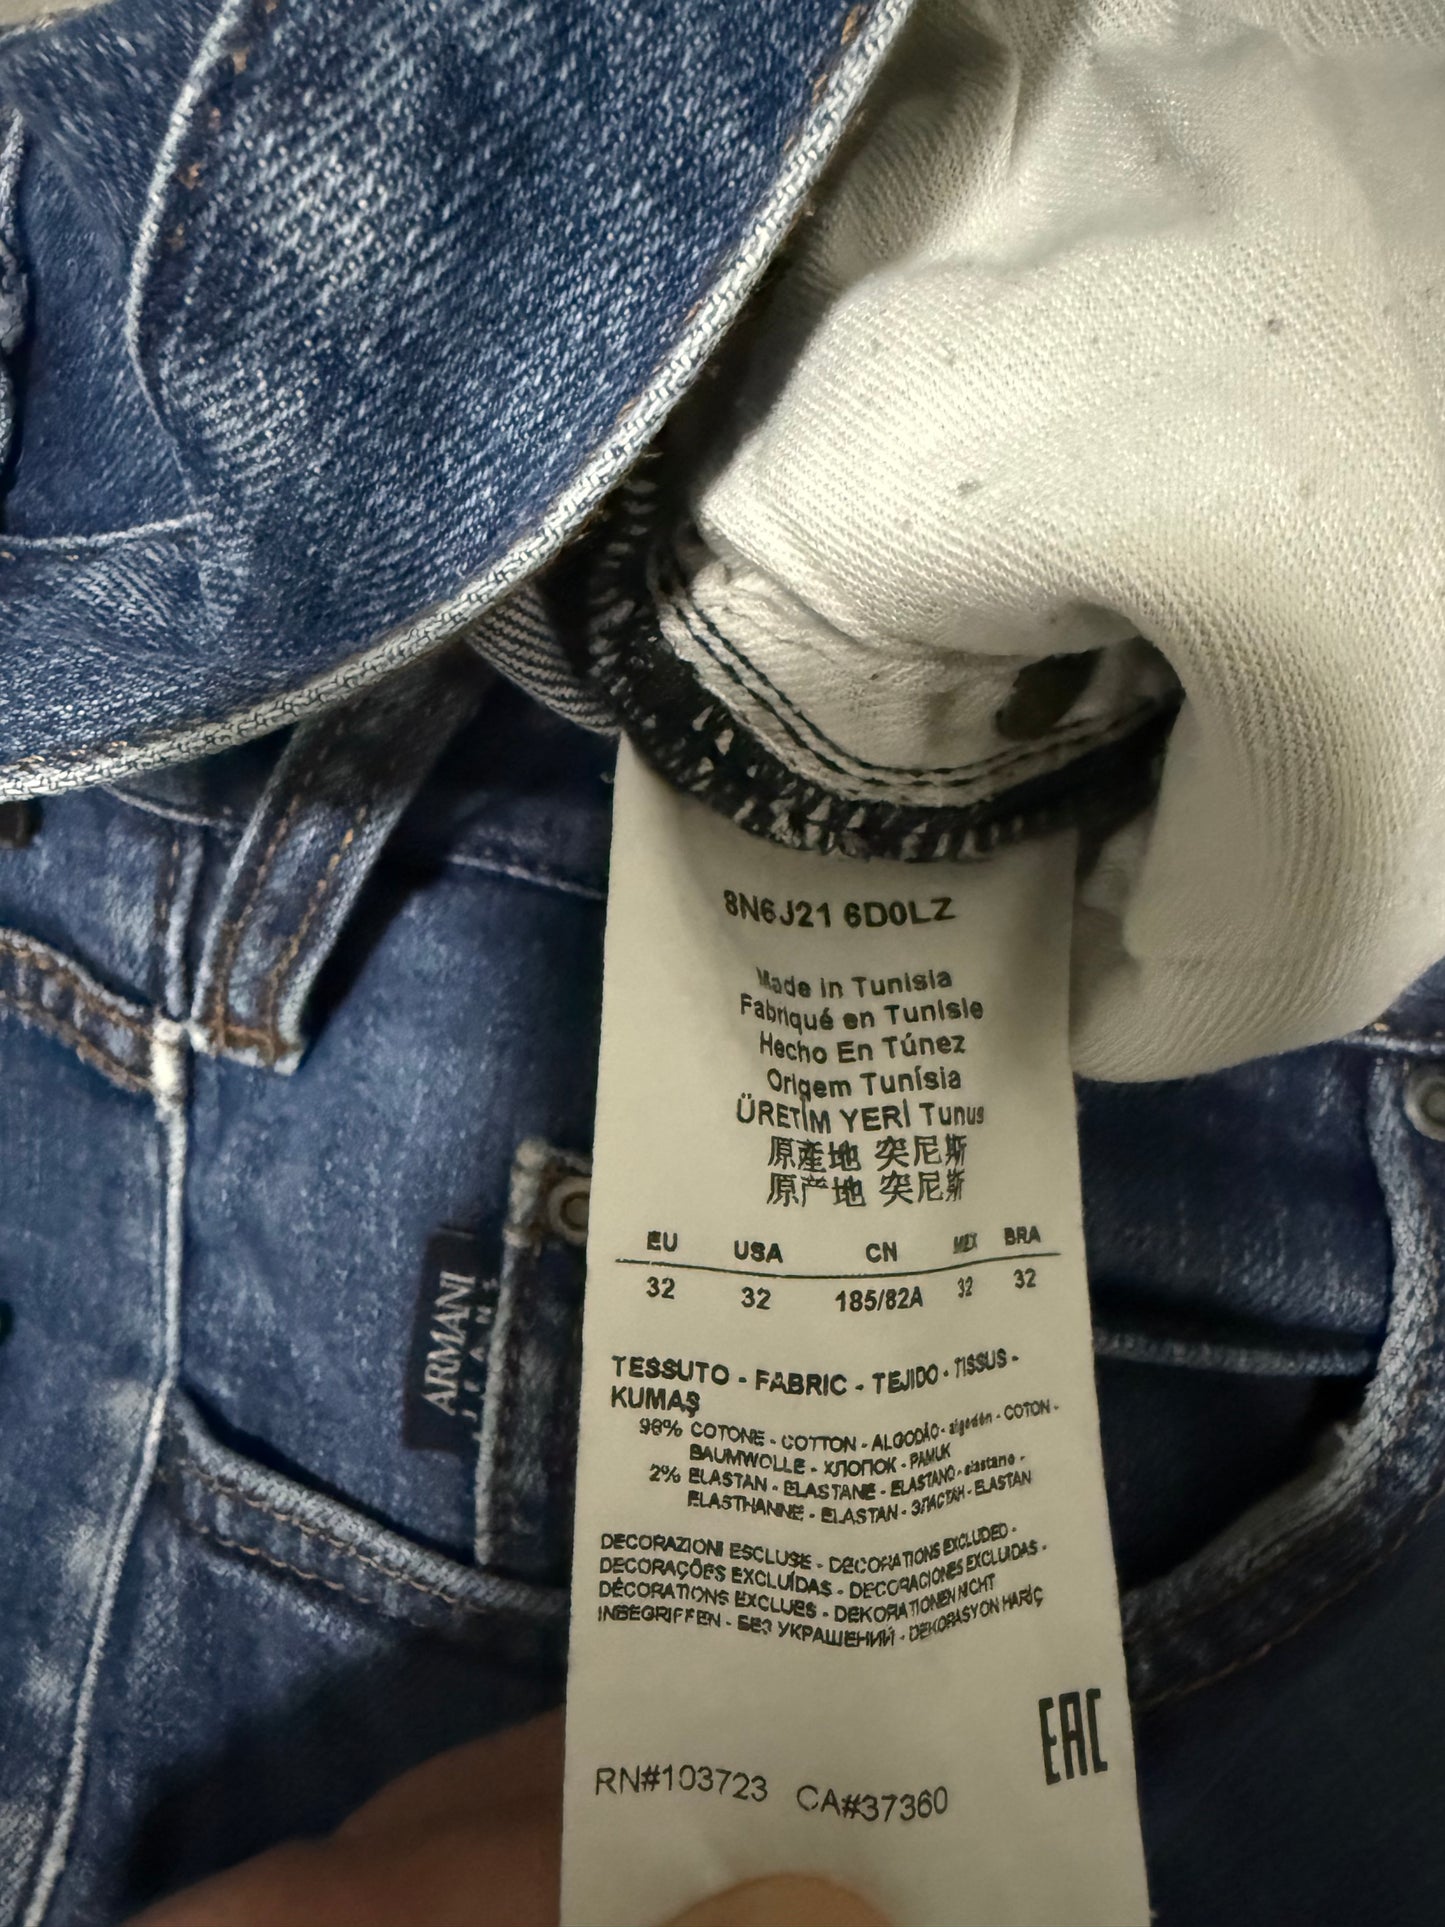 8N6J21 6D0LZ
Made in Tunisia
Fabriqué en Tunisie
Hecho En Túnez
Origem Tunísia
ÜRETİM YERİ Tunus
原產地 突尼斯
原产地 突尼斯
EU USA CN MEX BRA
32 32 185/82A 32 32
TESSUTO - FABRIC - TEJIDO - TISSUS -
KUMAŞ
98% COTONE - COTTON - ALGODÃO - algodón - COTON -
BAUMWOLLE - ХЛОПОК - PAMUK
2% ELASTAN - ELASTANE - ELASTANO - elastano -
ELASTHANNE - ELASTAN - ЭЛАСТАН - ELASTAN
DECORAZIONI ESCLUSE - DECORATIONS EXCLUDED -
DECORAÇÕES EXCLUÍDAS - DECORACIONES EXCLUIDAS -
DÉCORATIONS EXCLUES - DEKORATIONEN NICHT
INBEGRIFFEN - БЕЗ УКРАШЕНИЙ - DEKORASYON HARİÇ
EAC
RN#103723 CA#37360
ARMANI
JEANS